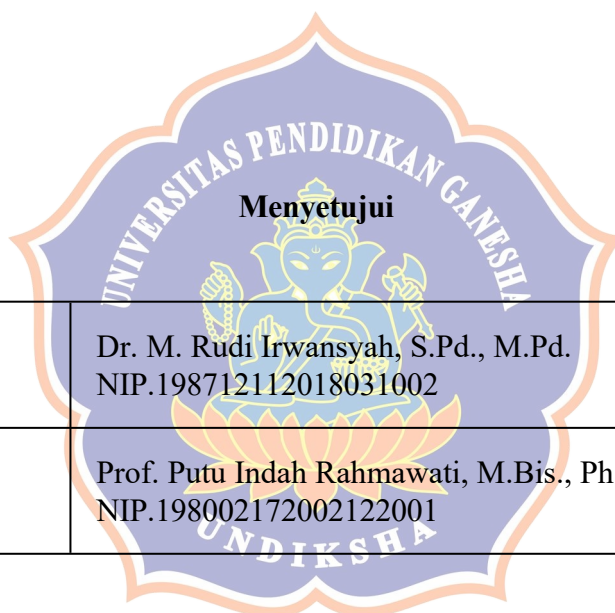 UNIVERSITAS PENDIDIKAN GANESHA
Menyetujui
Dr. M. Rudi Irwansyah, S.Pd., M.Pd.
NIP.198712112018031002
Prof. Putu Indah Rahmawati, M.Bis., Ph
NIP.198002172002122001
UNDIKSHA